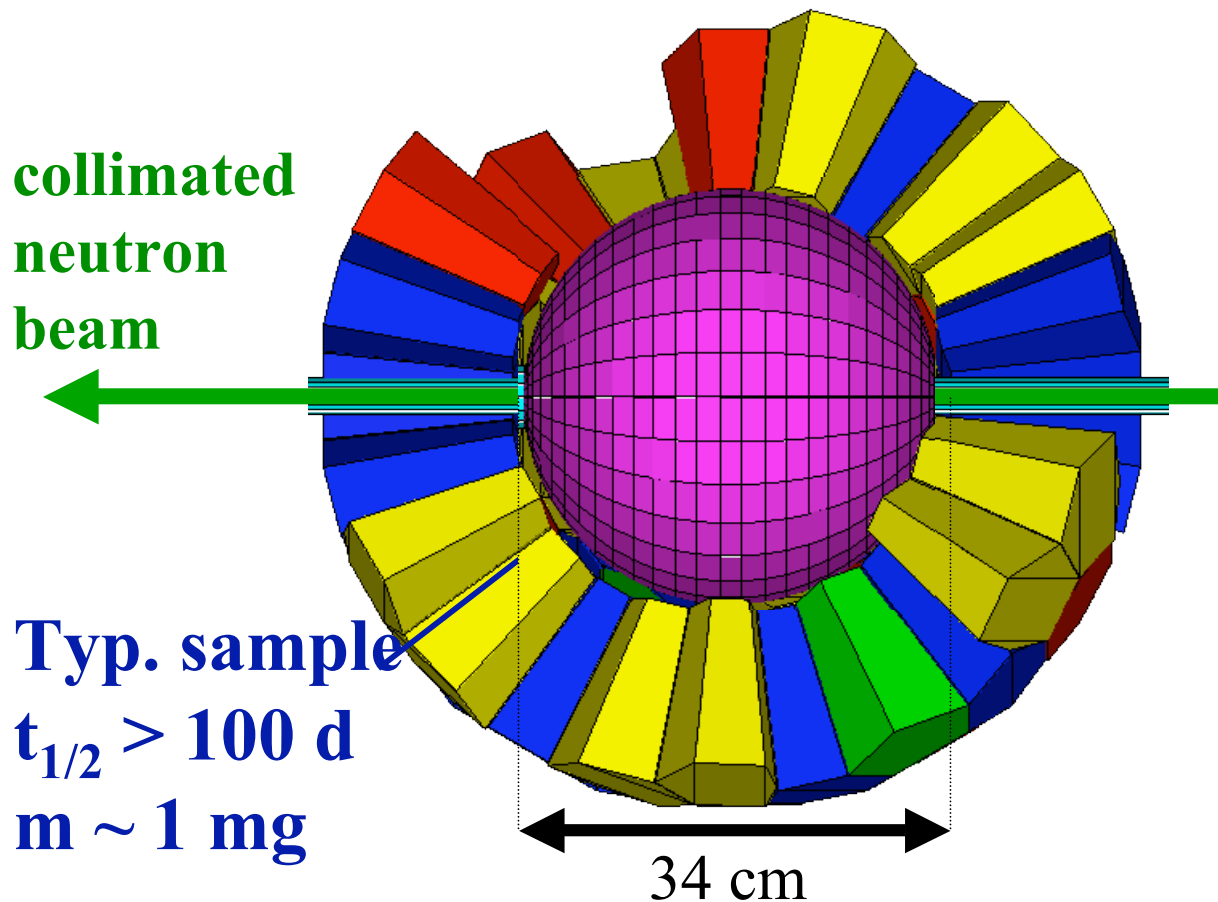 collimated
neutron
beam
Typ. sample
t1/2 > 100 d
m ~ 1 mg
34 cm